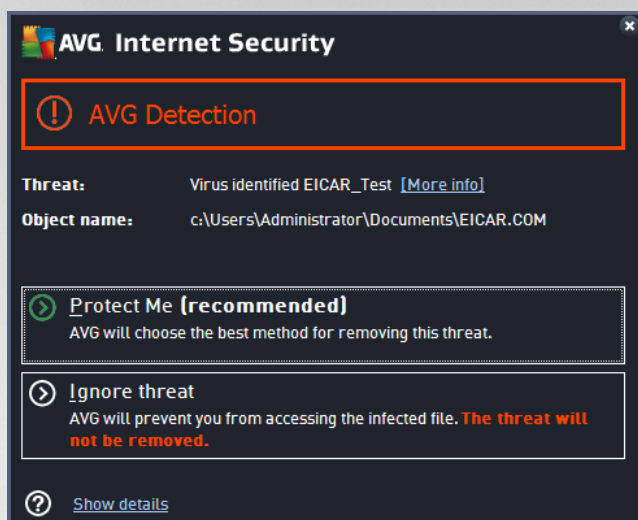 AVG. Internet Security
AVG Detection
Threat: Virus identified EICAR_Test [More info]
Object name: c:\Users\Administrator\Documents\EICAR.COM
Protect Me (recommended)
AVG will choose the best method for removing this threat.
Ignore threat
AVG will prevent you from accessing the infected file. The threat will
not be removed.
Show details